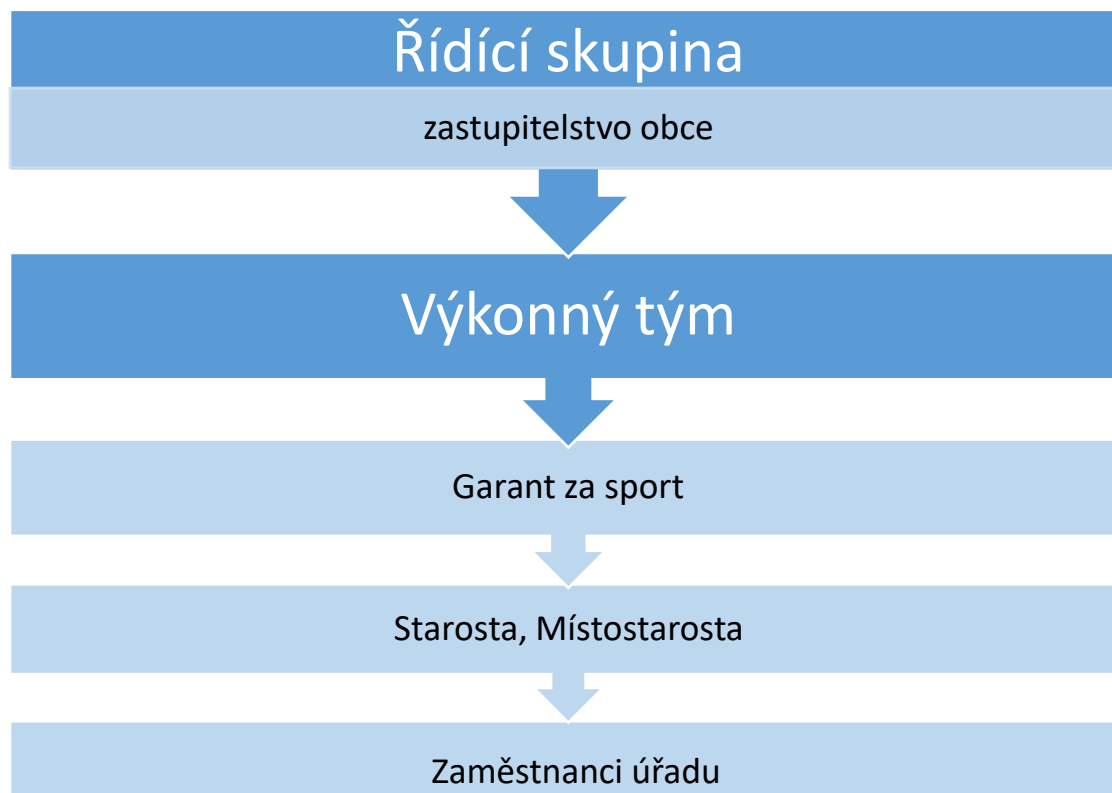 Řídící skupina
zastupitelstvo obce
Výkonný tým
Garant za sport
Starosta, Místostarosta
Zaměstnanci úřadu